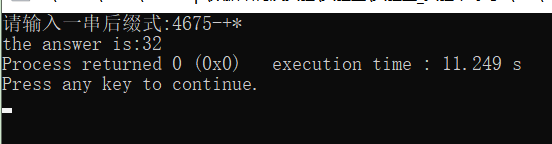 请输入一串后缀式:4675-+*
the answer is:32
Process returned 0 (0x0)   execution time : 11.249 s
Press any key to continue.